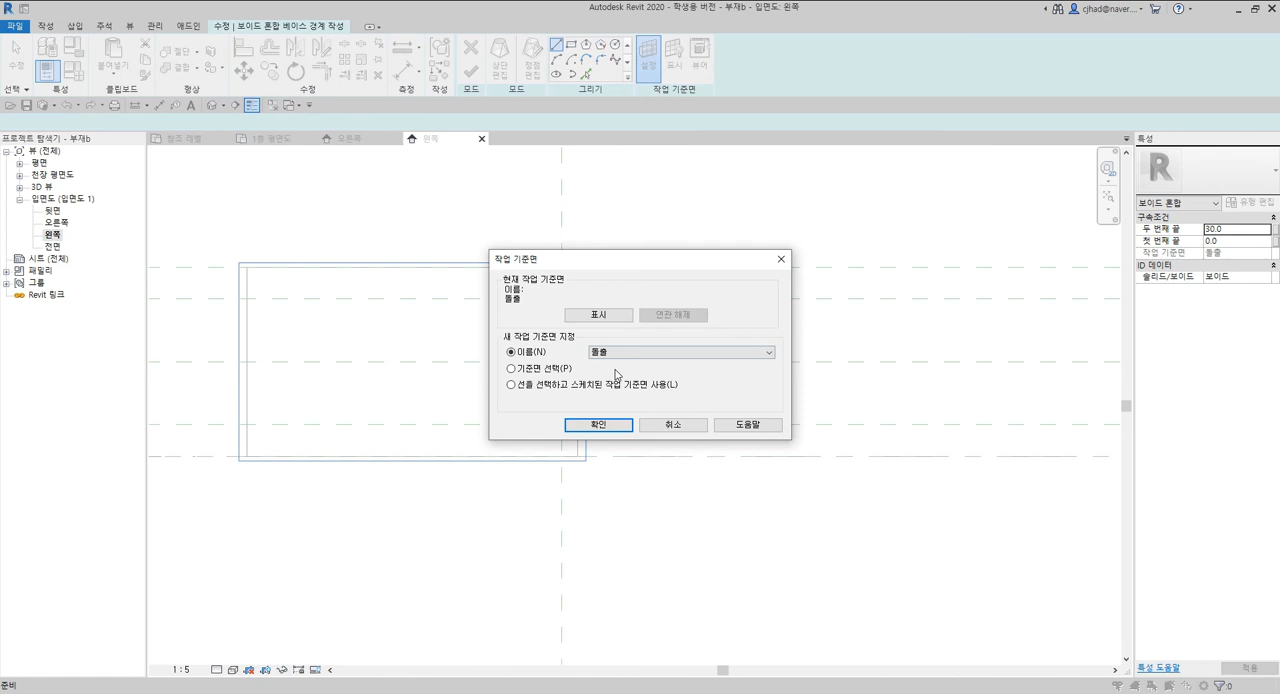 Autodesk Revit 2020 - 학생용 버전 - 부재b - 입면도: 왼쪽
cjhad@naver....
파일 작성 삽입 주석 뷰 관리 애드인 수정 | 보이드 혼합 베이스 경계 작성
수정 붙여넣기 절단 결합 상단 편집 정점 편집 설정 표시 뷰어
선택 특성 클립보드 형상 수정 측정 작성 모드 모드 그리기 작업 기준면
프로젝트 탐색기 - 부재b
참조 레벨 1층 평면도 오른쪽 왼쪽
뷰 (전체)
평면
천장 평면도
3D 뷰
입면도 (입면도 1)
뒷면
오른쪽
왼쪽
전면
시트 (전체)
패밀리
그룹
Revit 링크
작업 기준면
현재 작업 기준면
이름:
돌출
표시 연관 해제
새 작업 기준면 지정
이름(N) 돌출
기준면 선택(P)
선을 선택하고 스케치된 작업 기준면 사용(L)
확인 취소 도움말
특성
보이드 혼합 유형 편집
구속조건
두 번째 끝 30.0
첫 번째 끝 0.0
작업 기준면 돌출
ID 데이터
솔리드/보이드 보이드
특성 도움말 적용
1 : 5
준비
:0